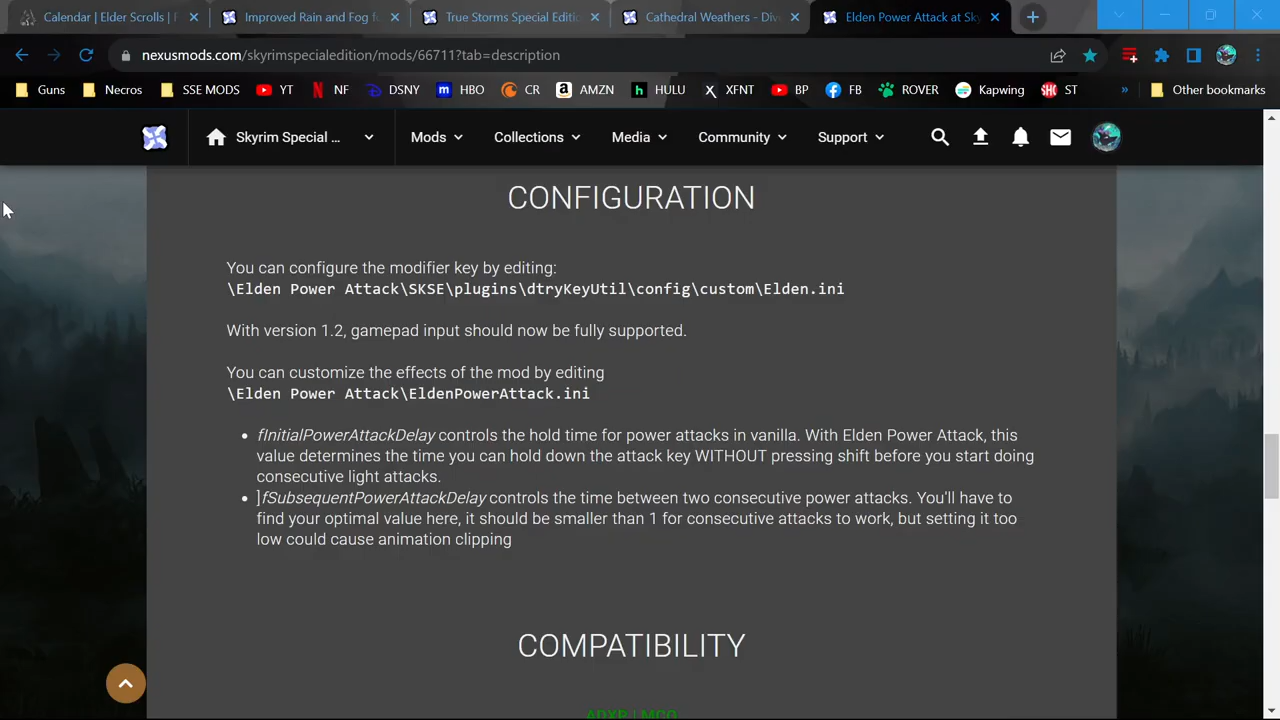 Calendar | Elder Scrolls | F
Improved Rain and Fog f
True Storms Special Editi
Cathedral Weathers - Div
Elden Power Attack at Sk
nexusmods.com/skyrimspecialedition/mods/66711?tab=description
Guns
Necros
SSE MODS
YT
NF
DSNY
HBO
CR
AMZN
HULU
XFNT
BP
FB
ROVER
Kapwing
ST
»
Other bookmarks
Skyrim Special ...
Mods
Collections
Media
Community
Support
CONFIGURATION
You can configure the modifier key by editing:
\Elden Power Attack\SKSE\plugins\dtryKeyUtil\config\custom\Elden.ini
With version 1.2, gamepad input should now be fully supported.
You can customize the effects of the mod by editing
\Elden Power Attack\EldenPowerAttack.ini
• fInitialPowerAttackDelay controls the hold time for power attacks in vanilla. With Elden Power Attack, this
value determines the time you can hold down the attack key WITHOUT pressing shift before you start doing
consecutive light attacks.
• ]fSubsequentPowerAttackDelay controls the time between two consecutive power attacks. You'll have to
find your optimal value here, it should be smaller than 1 for consecutive attacks to work, but setting it too
low could cause animation clipping
COMPATIBILITY
ADXP | MCO